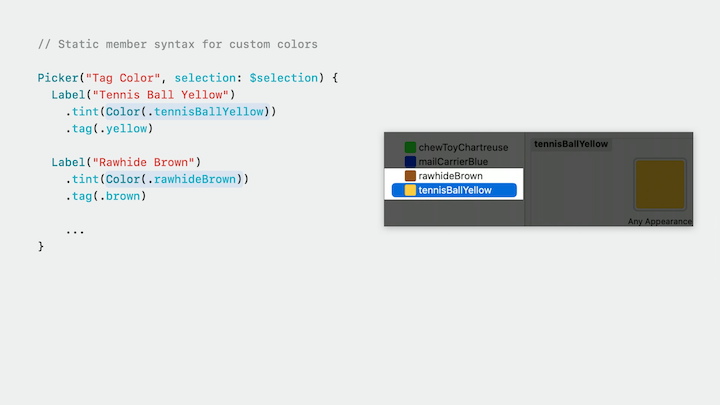 // Static member syntax for custom colors
Picker("Tag Color", selection: $selection) {
Label("Tennis Ball Yellow")
.tint(Color(.tennisBallYellow))
.tag(.yellow)
Label("Rawhide Brown")
.tint(Color(.rawhideBrown))
.tag(.brown)
...
}
chewToyChartreuse
mailCarrierBlue
rawhideBrown
tennisBallYellow
tennisBallYellow
Any Appearance